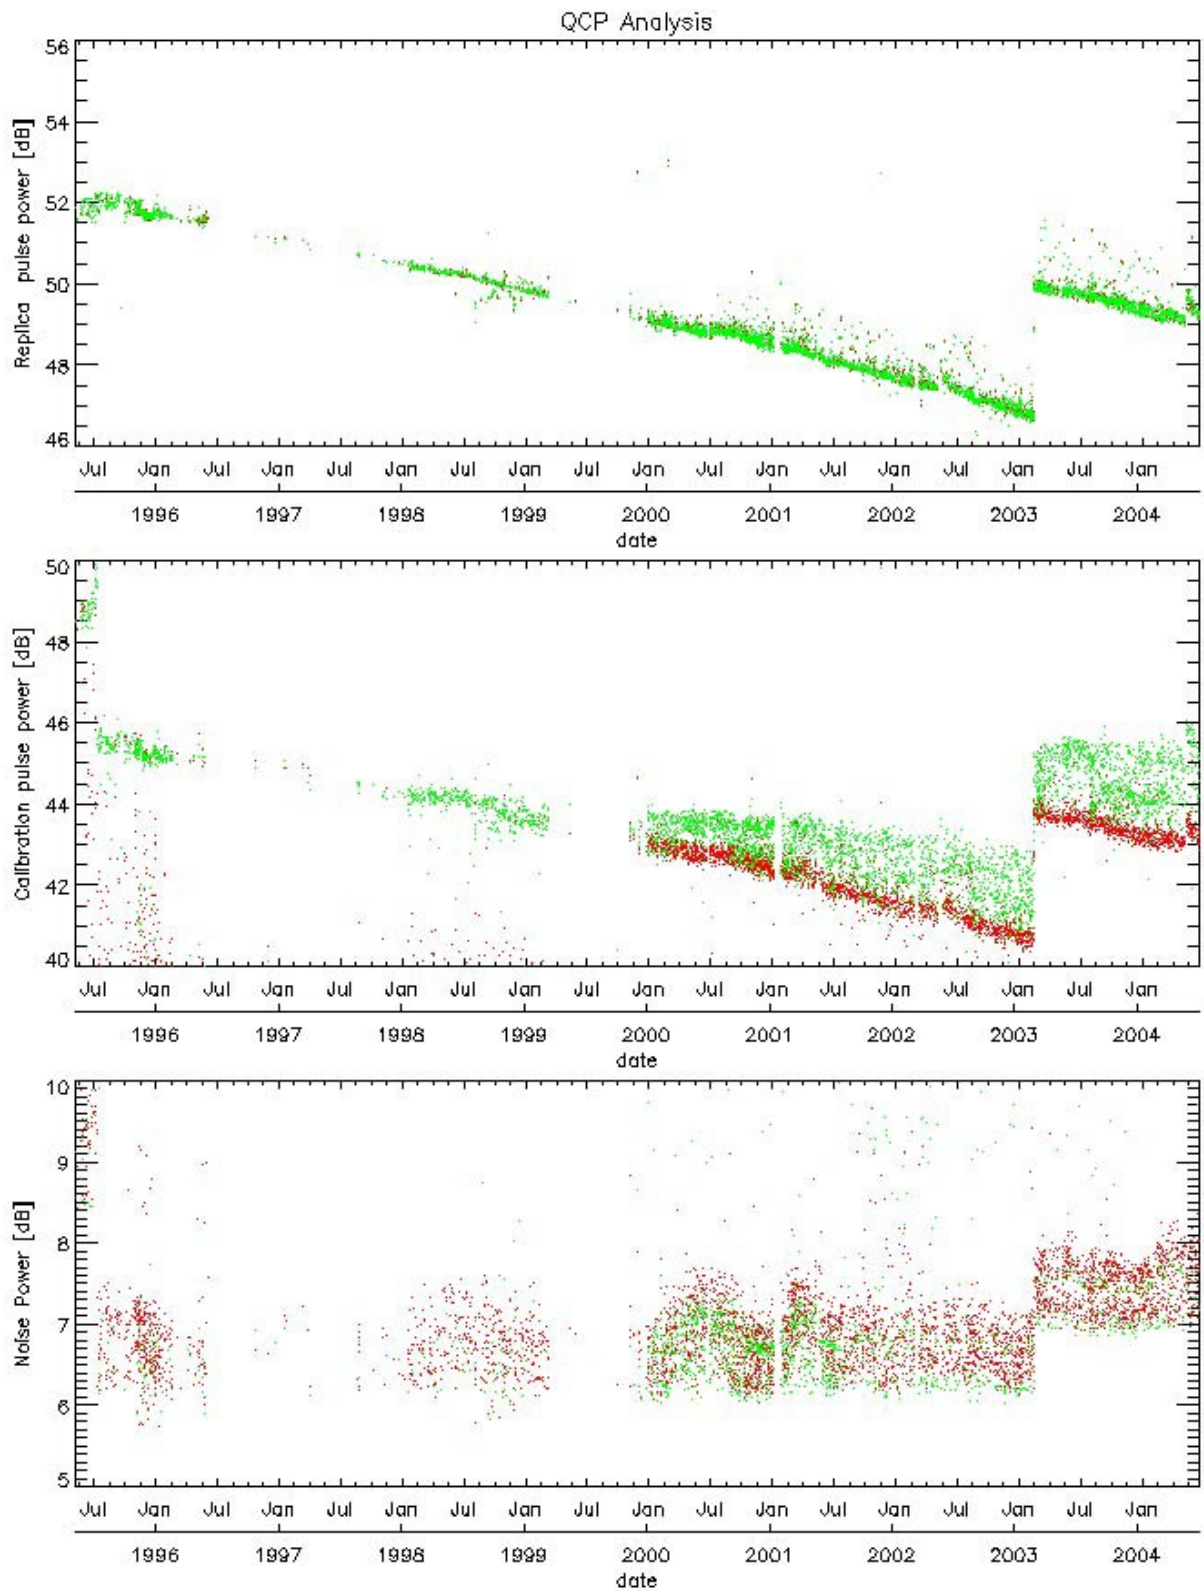 QCP Analysis
Replica pulse power [dB]
56
54
52
50
48
46
Jul Jan Jul Jan Jul Jan Jul Jan Jul Jan Jul Jan Jul Jan Jul Jan Jul Jan
1996 1997 1998 1999 2000 2001 2002 2003 2004
date
Calibration pulse power [dB]
50
48
46
44
42
40
Jul Jan Jul Jan Jul Jan Jul Jan Jul Jan Jul Jan Jul Jan Jul Jan Jul Jan
1996 1997 1998 1999 2000 2001 2002 2003 2004
date
Noise Power [dB]
10
9
8
7
6
5
Jul Jan Jul Jan Jul Jan Jul Jan Jul Jan Jul Jan Jul Jan Jul Jan Jul Jan
1996 1997 1998 1999 2000 2001 2002 2003 2004
date